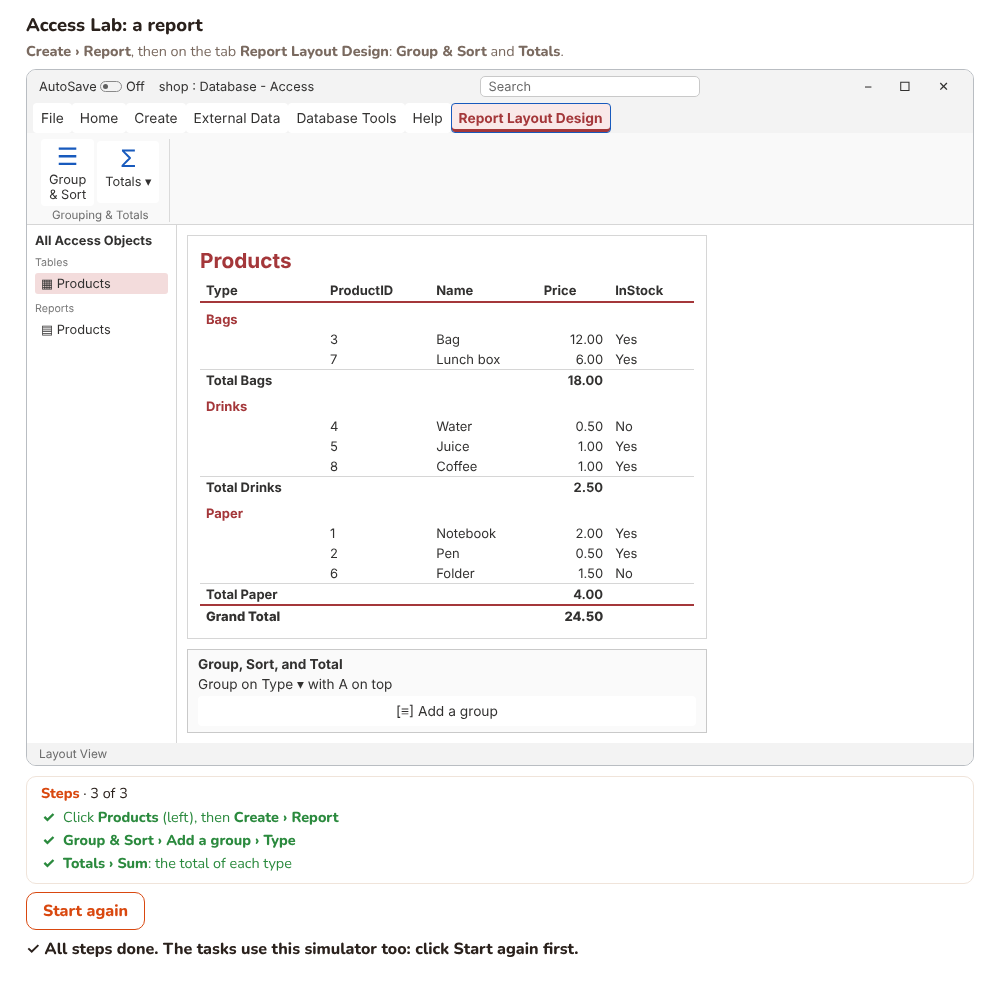 Access Lab: a report
Create › Report, then on the tab Report Layout Design: Group & Sort and Totals.
AutoSave Off shop : Database - Access Search
File Home Create External Data Database Tools Help Report Layout Design
Group & Sort
Totals ▾
Grouping & Totals
All Access Objects
Tables
Products
Reports
Products
Products
Type ProductID Name Price InStock
Bags
3 Bag 12.00 Yes
7 Lunch box 6.00 Yes
Total Bags 18.00
Drinks
4 Water 0.50 No
5 Juice 1.00 Yes
8 Coffee 1.00 Yes
Total Drinks 2.50
Paper
1 Notebook 2.00 Yes
2 Pen 0.50 Yes
6 Folder 1.50 No
Total Paper 4.00
Grand Total 24.50
Group, Sort, and Total
Group on Type ▾ with A on top
[≡] Add a group
Layout View
Steps · 3 of 3
✓ Click Products (left), then Create › Report
✓ Group & Sort › Add a group › Type
✓ Totals › Sum: the total of each type
Start again
✓ All steps done. The tasks use this simulator too: click Start again first.